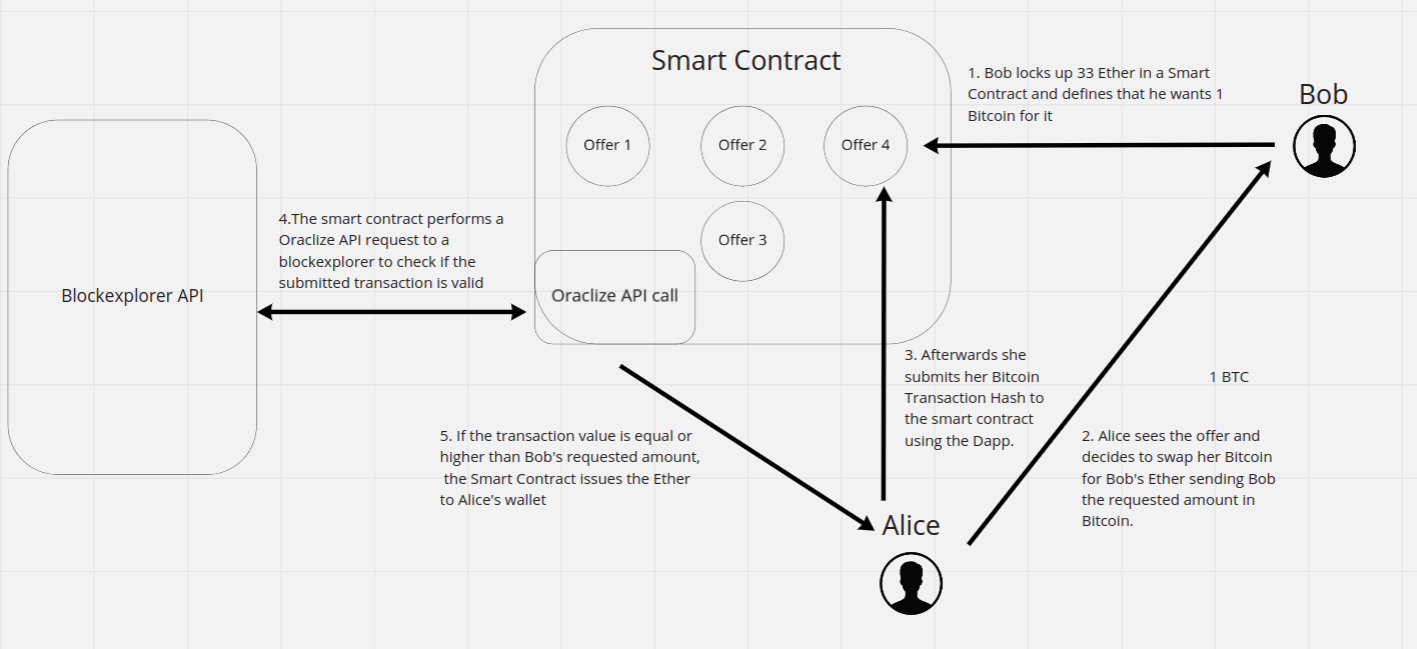 Smart Contract
Offer 1
Offer 2
Offer 4
Offer 3
Oraclize API call
1. Bob locks up 33 Ether in a Smart
Contract and defines that he wants 1
Bitcoin for it
Bob
4.The smart contract performs a
Oraclize API request to a
blockexplorer to check if the
submitted transaction is valid
Blockexplorer API
3. Afterwards she
submits her Bitcoin
Transaction Hash to
the smart contract
using the Dapp.
1 BTC
2. Alice sees the offer and
decides to swap her Bitcoin
for Bob's Ether sending Bob
the requested amount in
Bitcoin.
5. If the transaction value is equal or
higher than Bob's requested amount,
the Smart Contract issues the Ether
to Alice's wallet
Alice